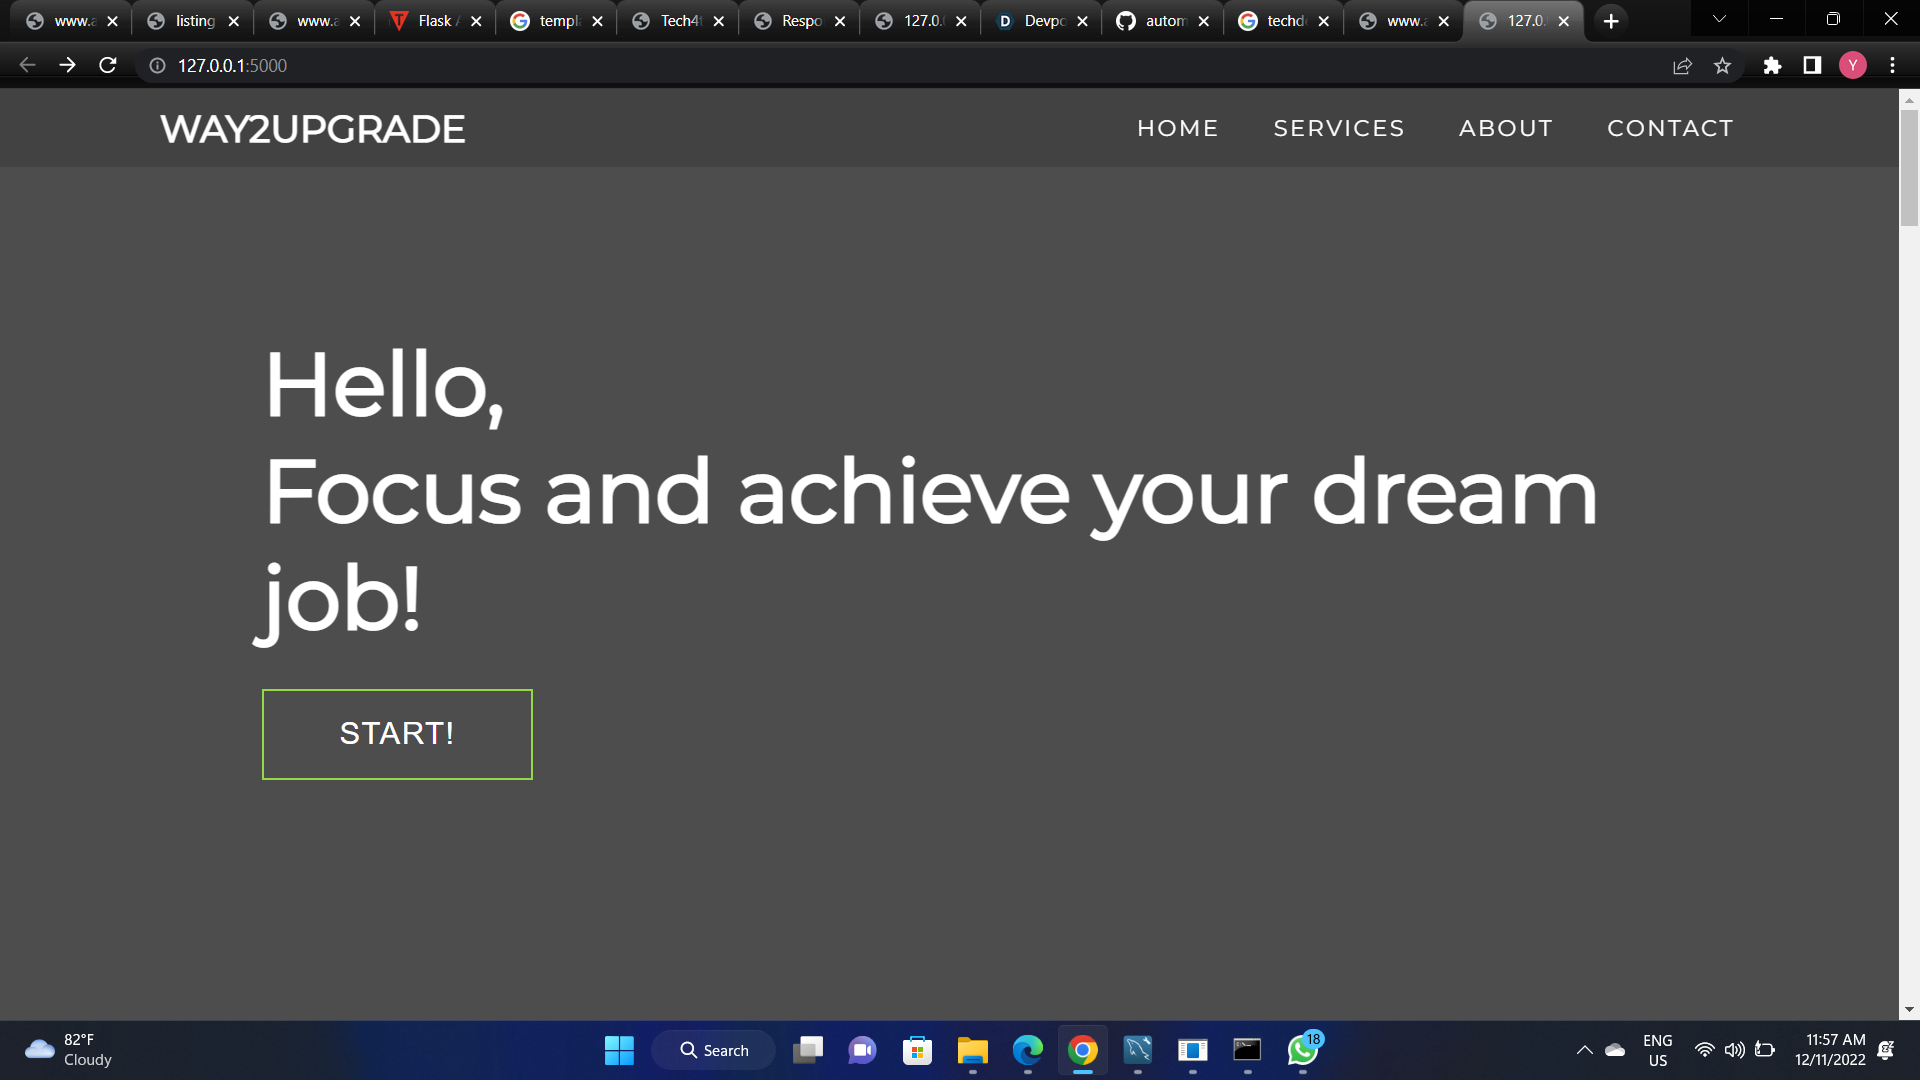 www.a
listing
www.a
Flask
templ
Tech4
Respo
127.0.
Devpo
autom
techd
www.a
127.0.
127.0.0.1:5000
Y
WAY2UPGRADE
HOME SERVICES ABOUT CONTACT
Hello,
Focus and achieve your dream
job!
START!
82°F
Cloudy
Search
18
ENG
US
11:57 AM
12/11/2022